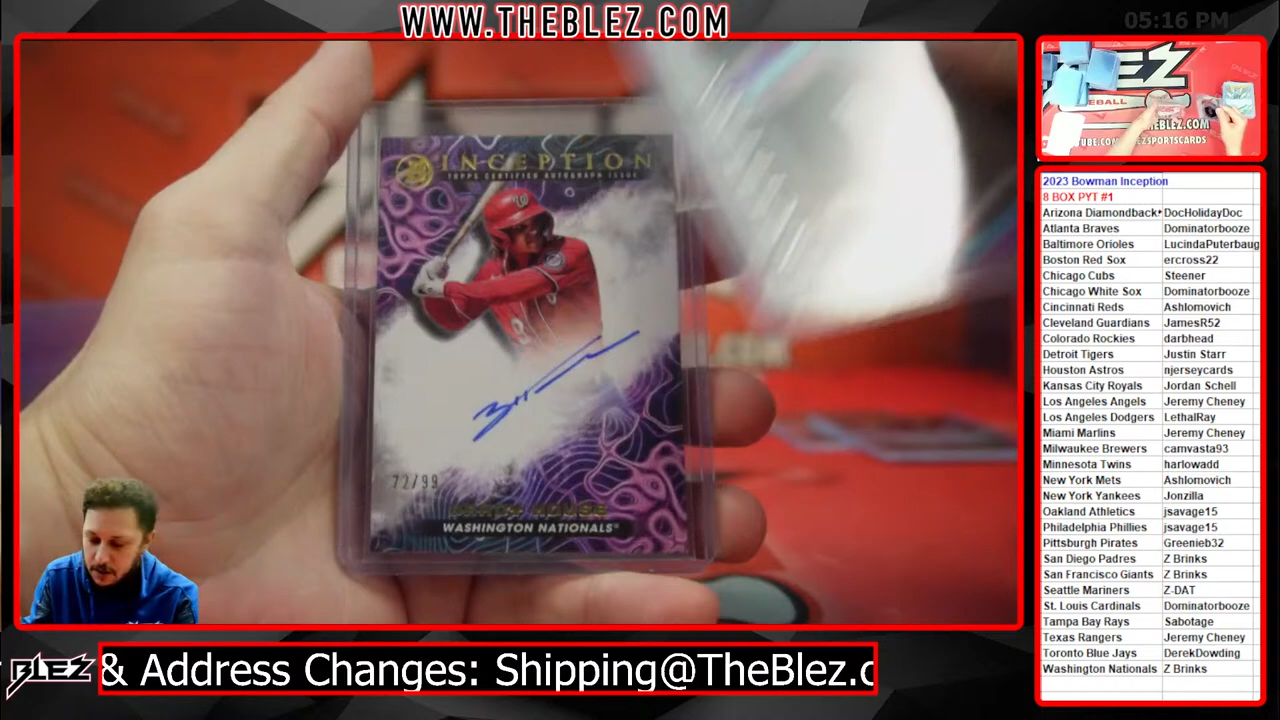 WWW.THEBLEZ.COM
05:16 PM
INCEPTION
TOPPS CERTIFIED AUTOGRAPH ISSUE
72/99
HOUSE
WASHINGTON NATIONALS
EBALL
THEBLEZ.COM
2023 Bowman Inception
8 BOX PYT #1
Arizona Diamondback DocHolidayDoc
Atlanta Braves Dominatorbooze
Baltimore Orioles LucindaPuterbaug
Boston Red Sox ercross22
Chicago Cubs Steener
Chicago White Sox Dominatorbooze
Cincinnati Reds Ashlomovich
Cleveland Guardians JamesR52
Colorado Rockies darbhead
Detroit Tigers Justin Starr
Houston Astros njerseycards
Kansas City Royals Jordan Schell
Los Angeles Angels Jeremy Cheney
Los Angeles Dodgers LethalRay
Miami Marlins Jeremy Cheney
Milwaukee Brewers camvasta93
Minnesota Twins harlowadd
New York Mets Ashlomovich
New York Yankees Jonzilla
Oakland Athletics jsavage15
Philadelphia Phillies jsavage15
Pittsburgh Pirates Greenieb32
San Diego Padres Z Brinks
San Francisco Giants Z Brinks
Seattle Mariners Z-DAT
St. Louis Cardinals Dominatorbooze
Tampa Bay Rays Sabotage
Texas Rangers Jeremy Cheney
Toronto Blue Jays DerekDowding
Washington Nationals Z Brinks
BLEZ
& Address Changes: Shipping@TheBlez.c